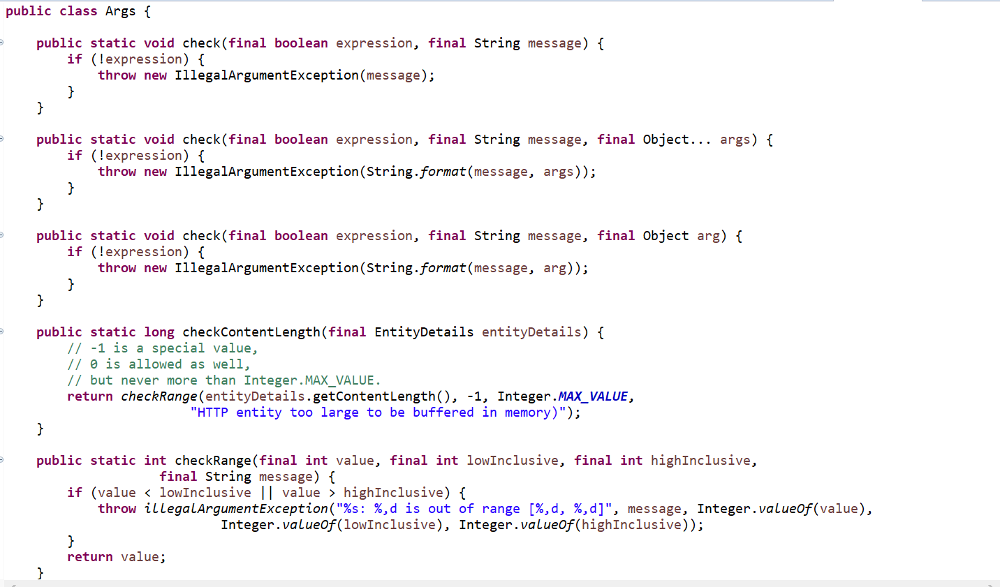 public class Args {
public static void check(final boolean expression, final String message) {
if (!expression) {
throw new IllegalArgumentException(message);
}
}
public static void check(final boolean expression, final String message, final Object... args) {
if (!expression) {
throw new IllegalArgumentException(String.format(message, args));
}
}
public static void check(final boolean expression, final String message, final Object arg) {
if (!expression) {
throw new IllegalArgumentException(String.format(message, arg));
}
}
public static long checkContentLength(final EntityDetails entityDetails) {
// -1 is a special value,
// 0 is allowed as well,
// but never more than Integer.MAX_VALUE.
return checkRange(entityDetails.getContentLength(), -1, Integer.MAX_VALUE,
"HTTP entity too large to be buffered in memory)");
}
public static int checkRange(final int value, final int lowInclusive, final int highInclusive,
final String message) {
if (value < lowInclusive || value > highInclusive) {
throw illegalArgumentException("%s: %,d is out of range [%,d, %,d]", message, Integer.valueOf(value),
Integer.valueOf(lowInclusive), Integer.valueOf(highInclusive));
}
return value;
}